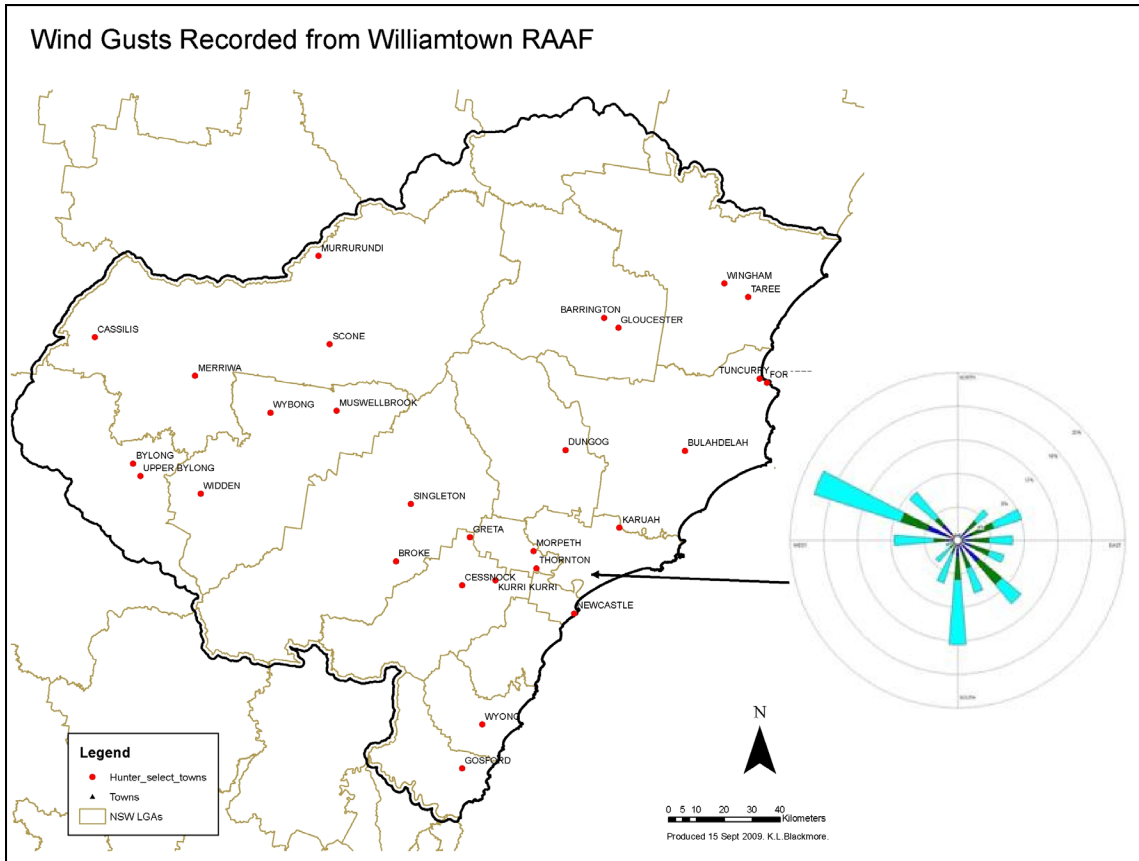 Wind Gusts Recorded from Williamtown RAAF
MURRURUNDI
WINGHAM
TAREE
BARRINGTON
GLOUCESTER
CASSILIS
SCONE
MERRIWA
TUNCURRY
FOR
WYBONG
MUSWELLBROOK
NORTH
DUNGOG
BULAHDELAH
BYLONG
UPPER BYLONG
WIDDEN
SINGLETON
KARUAH
GRETA
MORPETH
BROKE
THORNTON
WEST
EAST
CESSNOCK
KURRI KURRI
NEWCASTLE
SOUTH
WYONG
GOSFORD
N
Legend
Hunter_select_towns
Towns
NSW LGAs
0 5 10 20 30 40
Kilometers
Produced 15 Sept 2009. K.L.Blackmore.